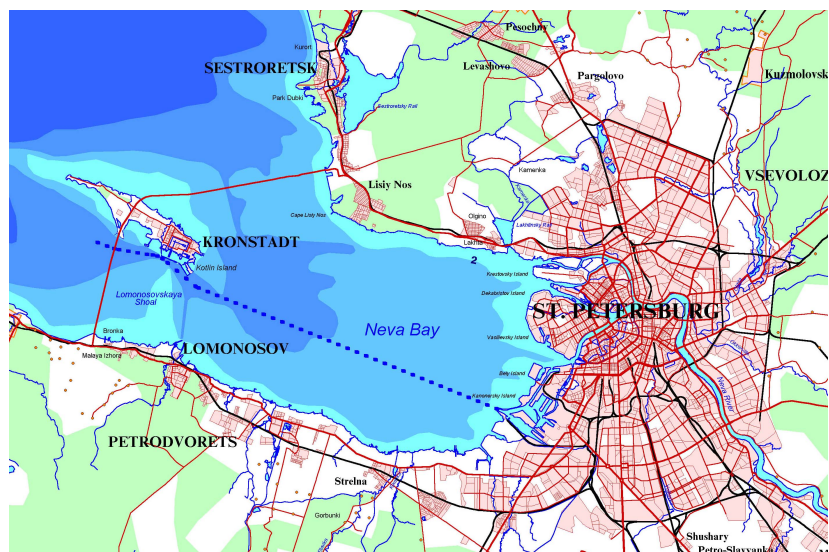 Pesochny
Kurort
SESTRORETSK
Levashovo
Pargolovo
Kuzmolovsk
Park Dubki
Sestroretsky Rail
Kamenka
VSEVOLOZ
Lisiy Nos
Cape Lisiy Nos
Olgino
Lakhtinsky Rail
KRONSTADT
Lakhta
2
Kotlin Island
Krestovsky Island
Dekabristov Island
Lomonosovskaya
Shoal
ST. PETERSBURG
Neva Bay
Bronka
Vasilievsky Island
Malaya Izhora
LOMONOSOV
Bely Island
Neva River
Kanonersky Island
PETRODVORETS
Strelna
Gorbunki
Shushary
Petro-Slavyanka